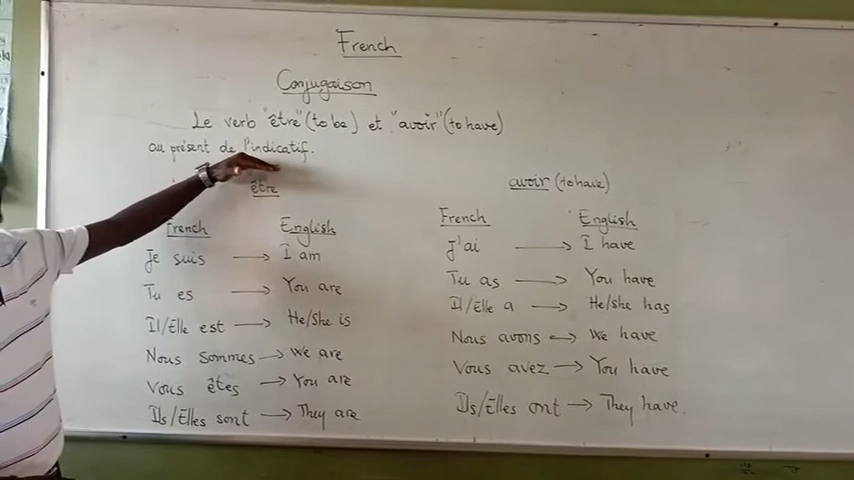 French
Conjugaison
Le verb "être" (to be) et "avoir" (to have)
au présent de l'indicatif.
être
French English
Je suis → I am
Tu es → You are
Il/Elle est → He/She is
Nous sommes → We are
Vous êtes → You are
Ils/Elles sont → They are
avoir (to have)
French English
J'ai → I have
Tu as → You have
Il/Elle a → He/she has
Nous avons → We have
Vous avez → You have
Ils/Elles ont → They have.